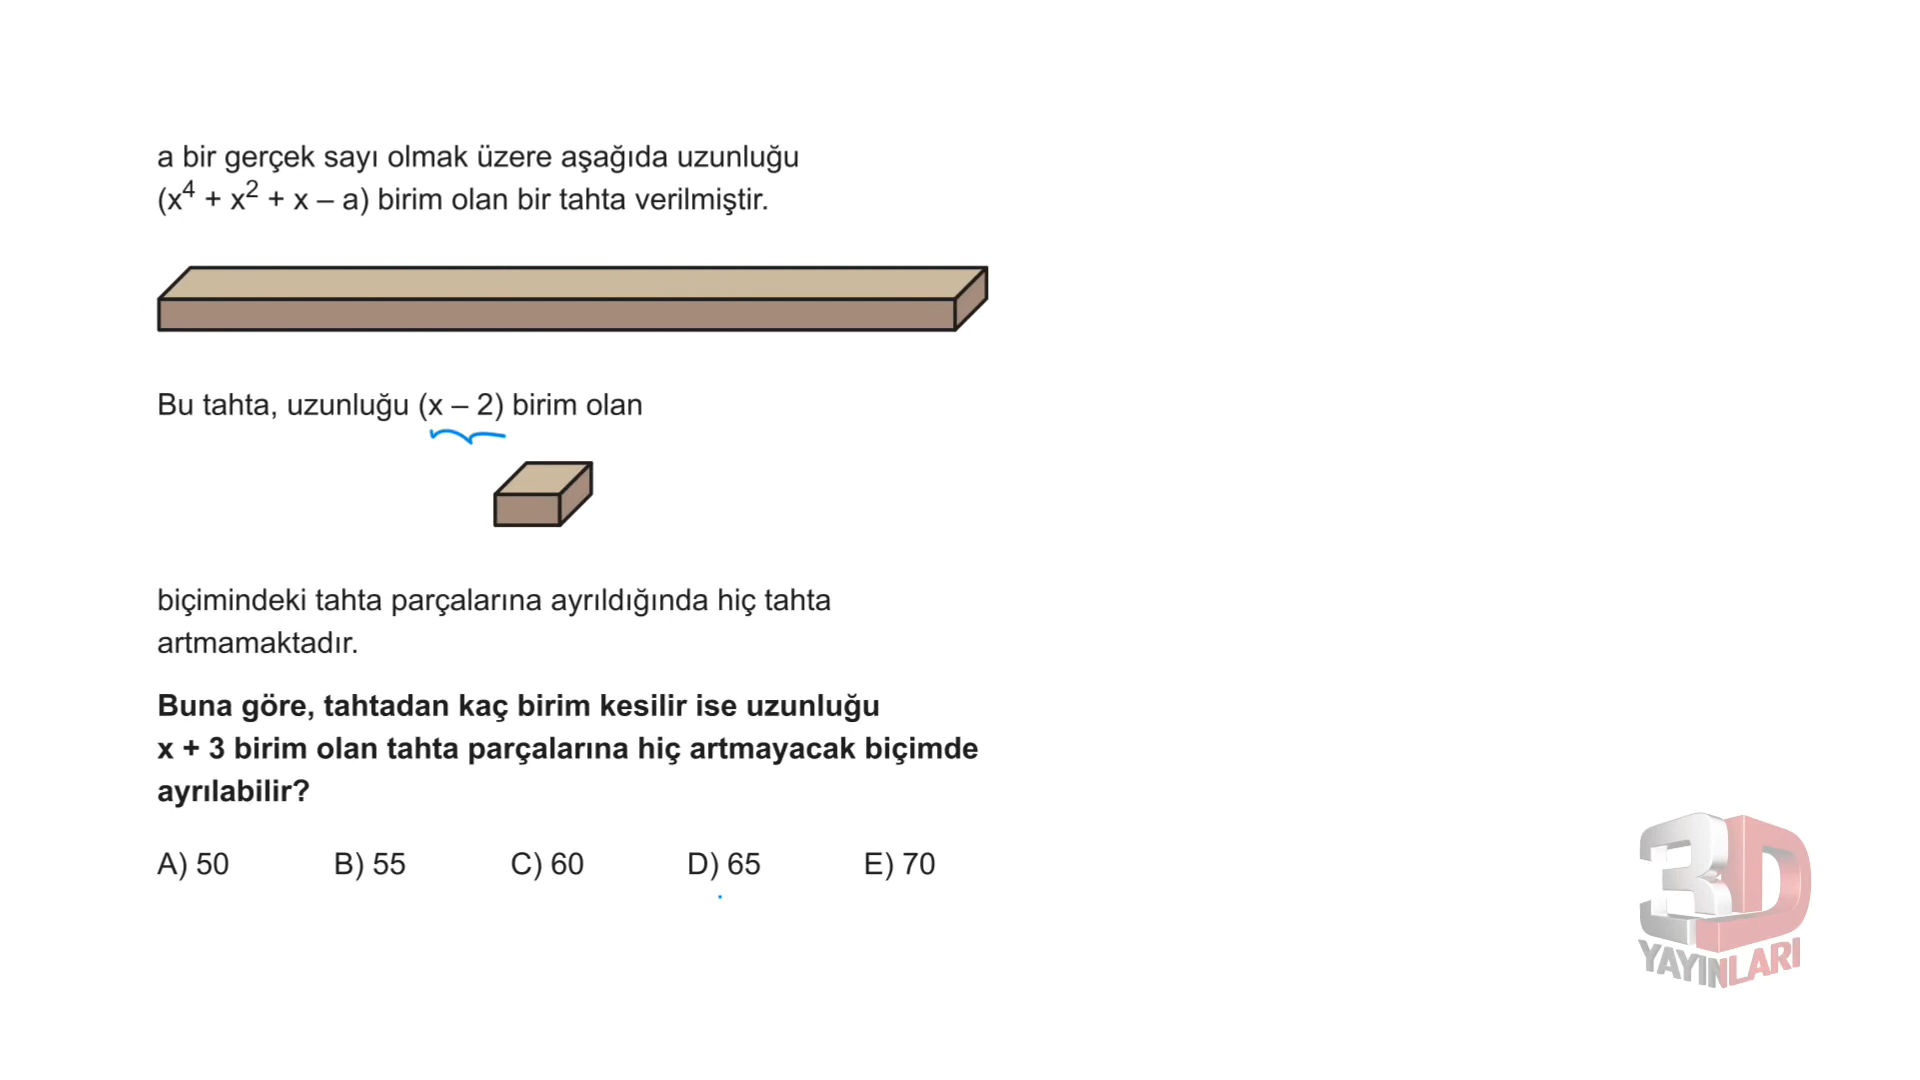 a bir gerçek sayı olmak üzere aşağıda uzunluğu
(x⁴ + x² + x – a) birim olan bir tahta verilmiştir.
Bu tahta, uzunluğu (x – 2) birim olan
biçimindeki tahta parçalarına ayrıldığında hiç tahta
artmamaktadır.
Buna göre, tahtadan kaç birim kesilir ise uzunluğu
x + 3 birim olan tahta parçalarına hiç artmayacak biçimde
ayrılabilir?
A) 50 B) 55 C) 60 D) 65 E) 70
3D
YAYINLARI